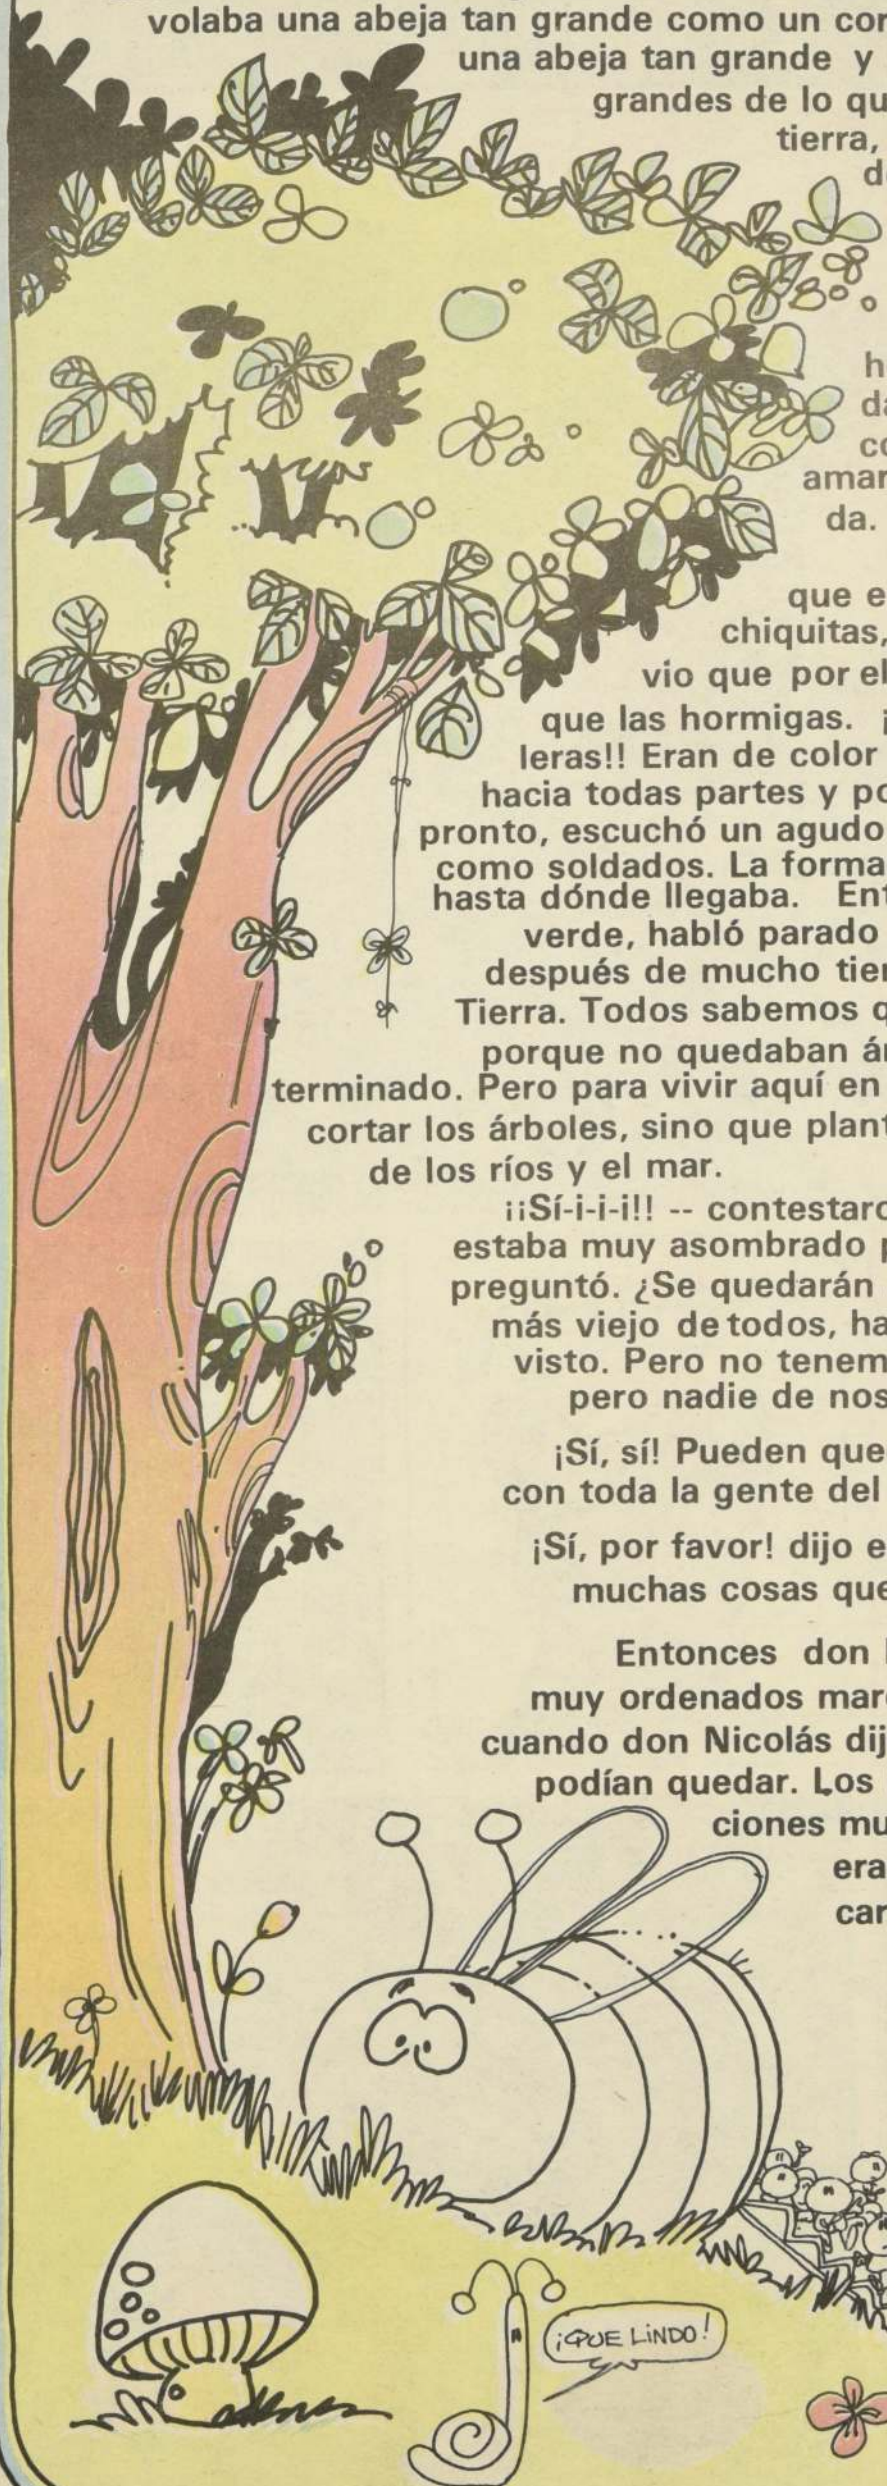 volaba una abeja tan grande como un con
una abeja tan grande y
grandes de lo qu
tierra,
d
h
da
co
amar
da.
que e
chiquitas,
vio que por el
que las hormigas. ¡
leras!! Eran de color
hacia todas partes y po
pronto, escuchó un agudo
como soldados. La forma
hasta dónde llegaba. Ent
verde, habló parado
después de mucho tier
Tierra. Todos sabemos q
porque no quedaban ár
terminado. Pero para vivir aquí en
cortar los árboles, sino que plant
de los ríos y el mar.
¡¡Sí-i-i-i!! -- contestaro
estaba muy asombrado p
preguntó. ¿Se quedarán
más viejo de todos, ha
visto. Pero no tenem
pero nadie de nos
¡Sí, sí! Pueden que
con toda la gente del
¡Sí, por favor! dijo e
muchas cosas que
Entonces don
muy ordenados marc
cuando don Nicolás dij
podían quedar. Los
ciones mu
era
car
¡QUE LINDO!